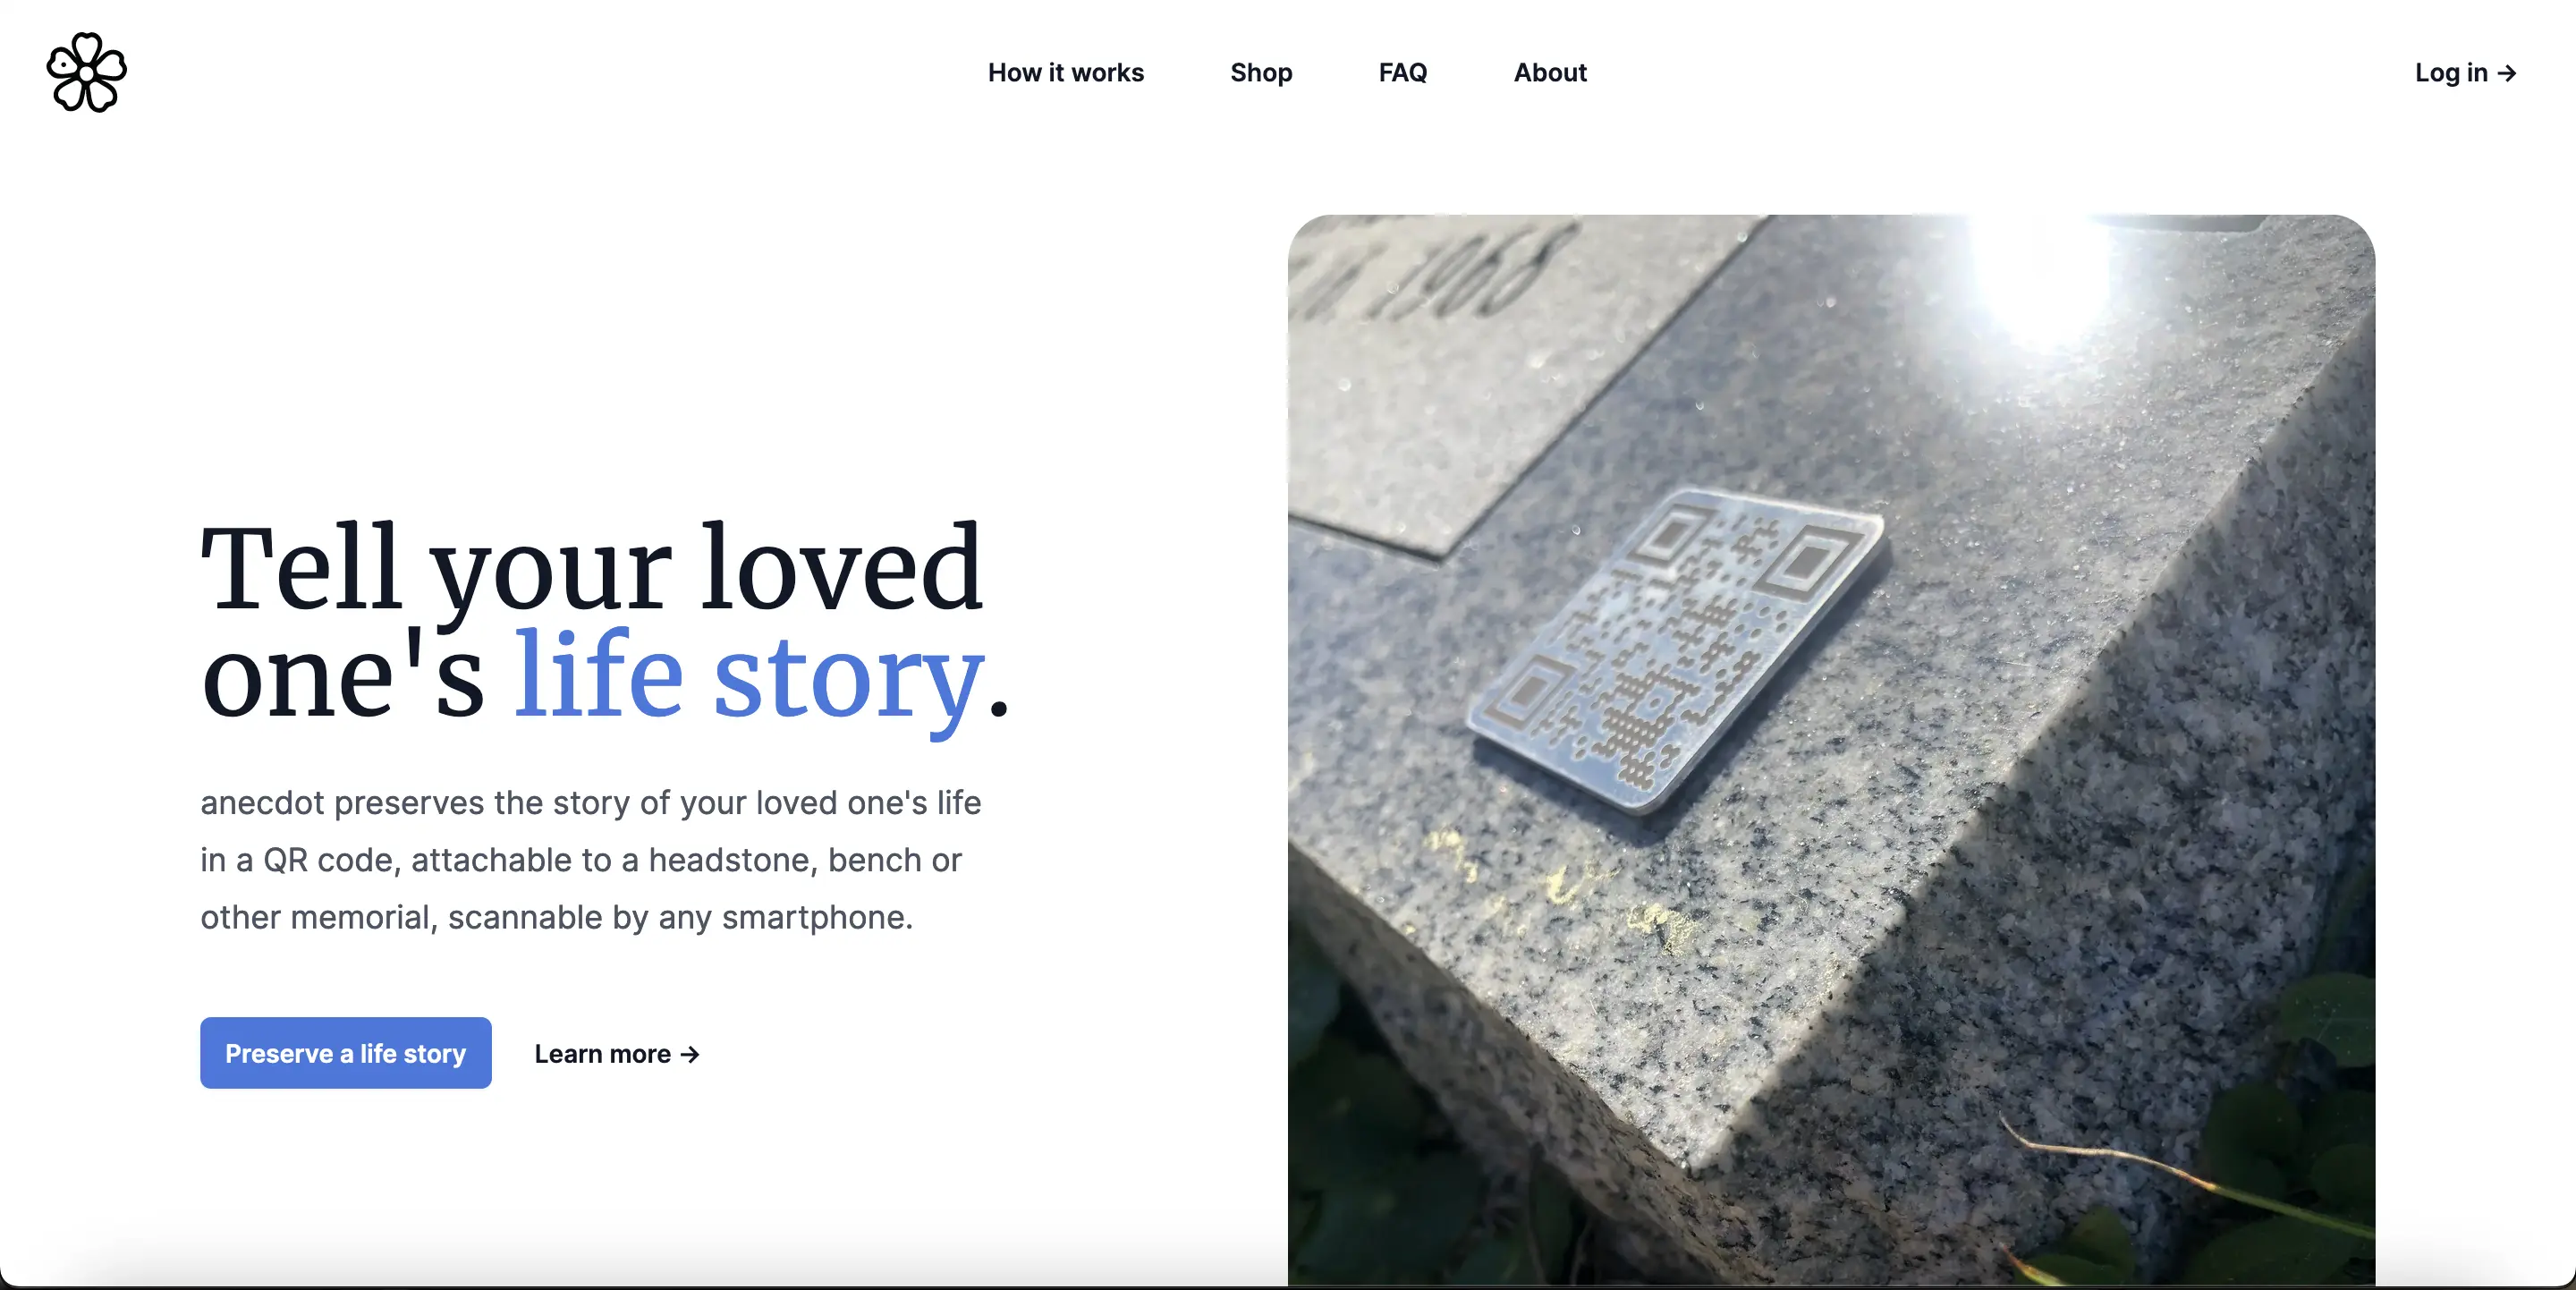 How it works
Shop
FAQ
About
Log in →
1968
Tell your loved
one's life story.
anecdot preserves the story of your loved one's life
in a QR code, attachable to a headstone, bench or
other memorial, scannable by any smartphone.
Preserve a life story
Learn more →